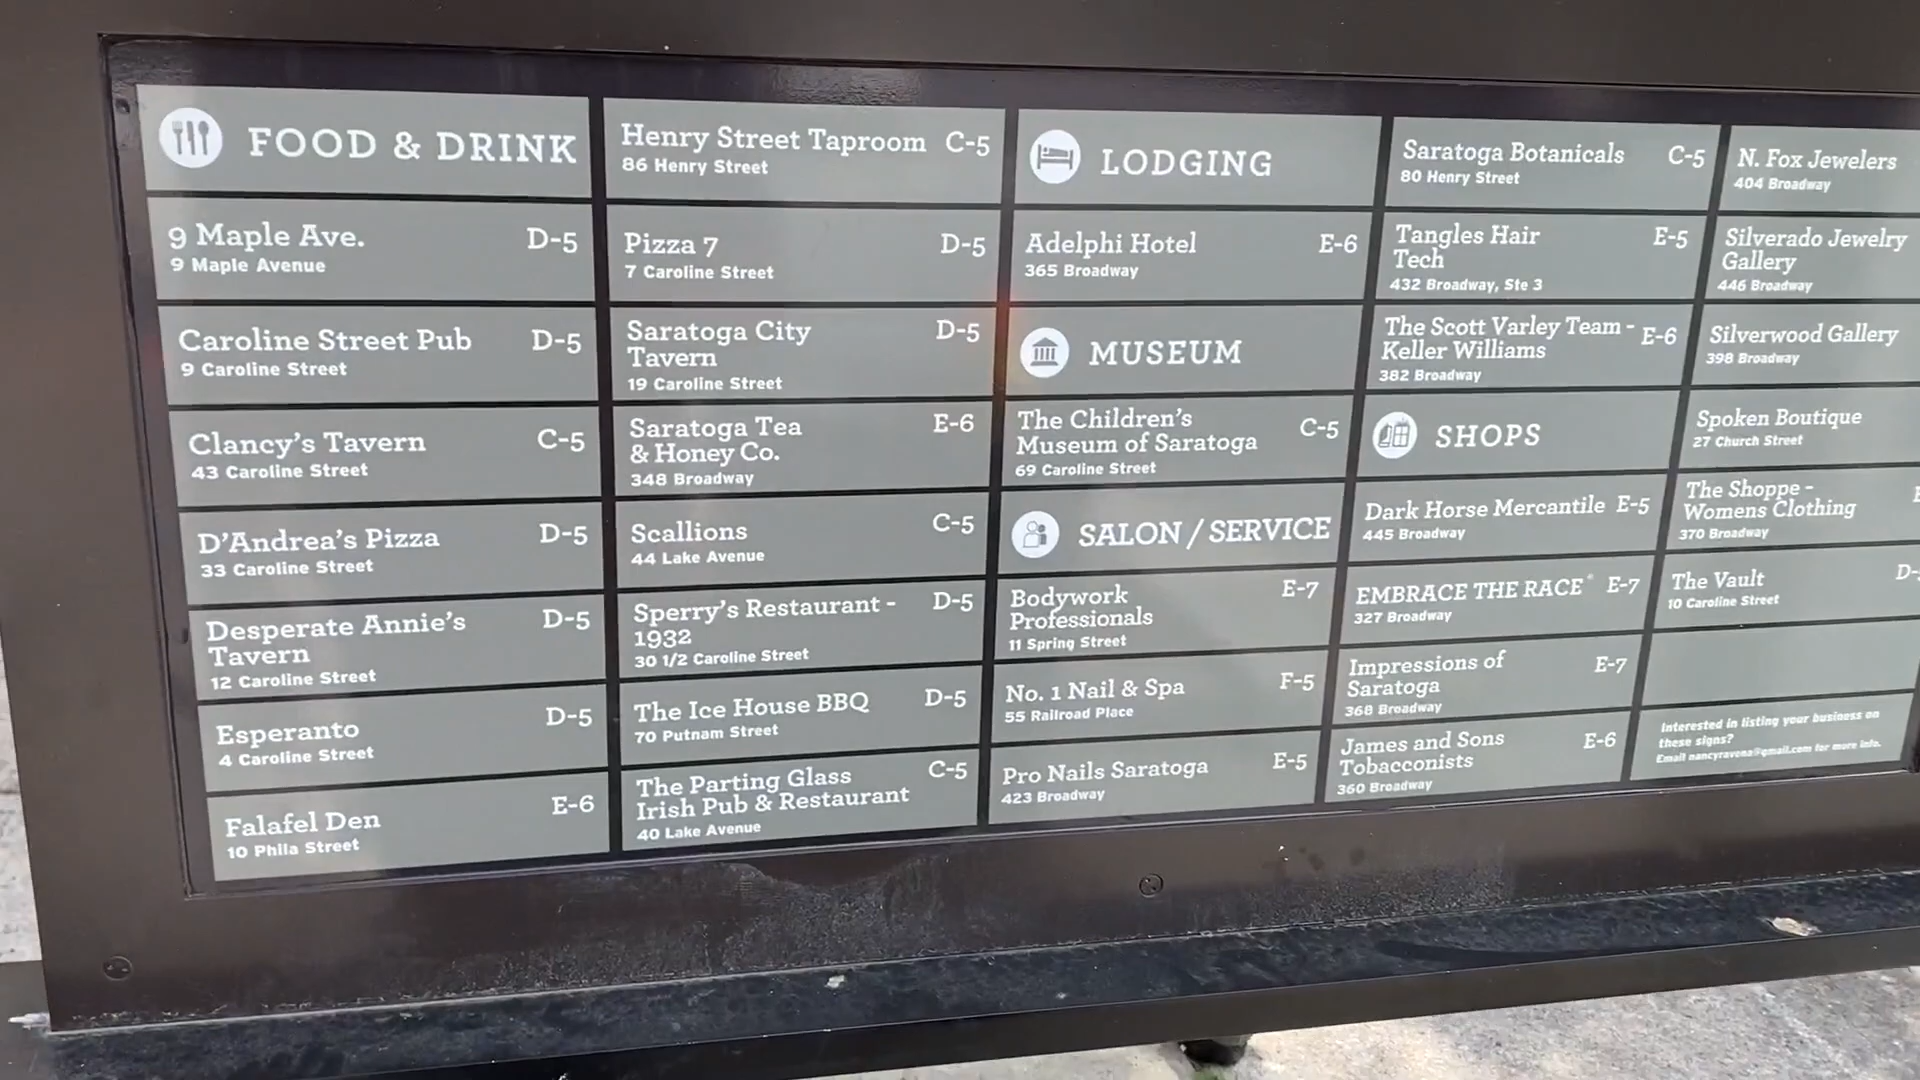 FOOD & DRINK
9 Maple Ave. D-5
9 Maple Avenue
Caroline Street Pub D-5
9 Caroline Street
Clancy's Tavern C-5
43 Caroline Street
D'Andrea's Pizza D-5
33 Caroline Street
Desperate Annie's D-5
Tavern
12 Caroline Street
Esperanto D-5
4 Caroline Street
Falafel Den E-6
10 Phila Street
Henry Street Taproom C-5
86 Henry Street
Pizza 7 D-5
7 Caroline Street
Saratoga City D-5
Tavern
19 Caroline Street
Saratoga Tea E-6
& Honey Co.
348 Broadway
Scallions C-5
44 Lake Avenue
Sperry's Restaurant - D-5
1932
30 1/2 Caroline Street
The Ice House BBQ D-5
70 Putnam Street
The Parting Glass C-5
Irish Pub & Restaurant
40 Lake Avenue
LODGING
Adelphi Hotel E-6
365 Broadway
MUSEUM
The Children's C-5
Museum of Saratoga
69 Caroline Street
SALON / SERVICE
Bodywork E-7
Professionals
11 Spring Street
No. 1 Nail & Spa F-5
55 Railroad Place
Pro Nails Saratoga E-5
423 Broadway
Saratoga Botanicals C-5
80 Henry Street
Tangles Hair E-5
Tech
432 Broadway, Ste 3
The Scott Varley Team - E-6
Keller Williams
382 Broadway
SHOPS
Dark Horse Mercantile E-5
445 Broadway
EMBRACE THE RACE® E-7
327 Broadway
Impressions of E-7
Saratoga
368 Broadway
James and Sons E-6
Tobacconists
360 Broadway
N. Fox Jewelers
404 Broadway
Silverado Jewelry
Gallery
446 Broadway
Silverwood Gallery
398 Broadway
Spoken Boutique
27 Church Street
The Shoppe -
Womens Clothing
370 Broadway
The Vault
10 Caroline Street
Interested in listing your business on
these signs?
Email nancyravena@gmail.com for more info.